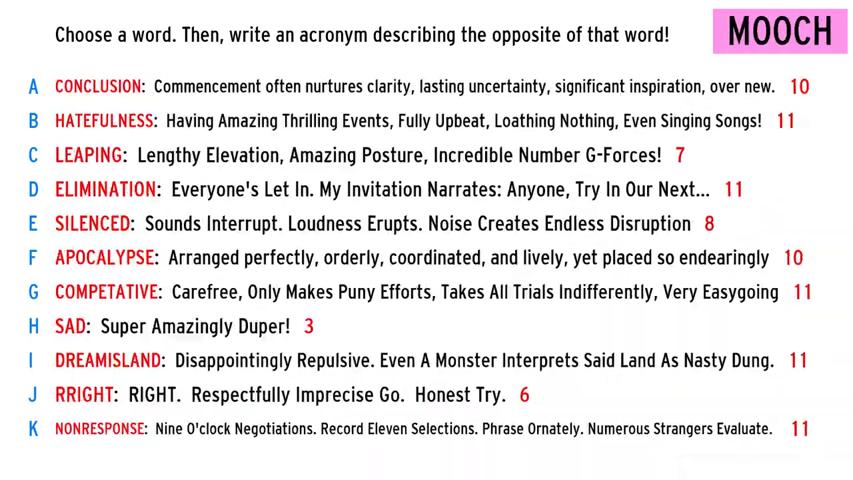 Choose a word. Then, write an acronym describing the opposite of that word!
MOOCH
A CONCLUSION: Commencement often nurtures clarity, lasting uncertainty, significant inspiration, over new. 10
B HATEFULNESS: Having Amazing Thrilling Events, Fully Upbeat, Loathing Nothing, Even Singing Songs! 11
C LEAPING: Lengthy Elevation, Amazing Posture, Incredible Number G-Forces! 7
D ELIMINATION: Everyone's Let In. My Invitation Narrates: Anyone, Try In Our Next... 11
E SILENCED: Sounds Interrupt. Loudness Erupts. Noise Creates Endless Disruption 8
F APOCALYPSE: Arranged perfectly, orderly, coordinated, and lively, yet placed so endearingly 10
G COMPETATIVE: Carefree, Only Makes Puny Efforts, Takes All Trials Indifferently, Very Easygoing 11
H SAD: Super Amazingly Duper! 3
I DREAMISLAND: Disappointingly Repulsive. Even A Monster Interprets Said Land As Nasty Dung. 11
J RRIGHT: RIGHT. Respectfully Imprecise Go. Honest Try. 6
K NONRESPONSE: Nine O'clock Negotiations. Record Eleven Selections. Phrase Ornately. Numerous Strangers Evaluate. 11